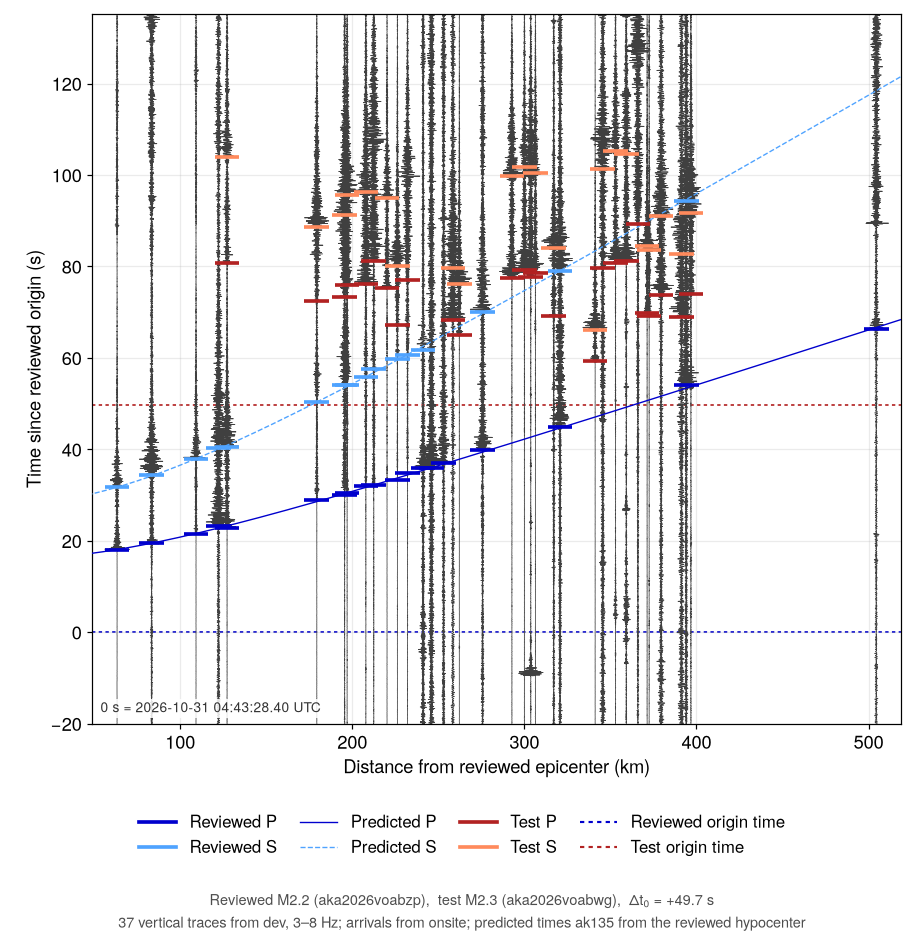 Time since reviewed origin (s)
120
100
80
60
40
20
0
−20
0 s = 2026-10-31 04:43:28.40 UTC
100 200 300 400 500
Distance from reviewed epicenter (km)
Reviewed P Predicted P Test P Reviewed origin time
Reviewed S Predicted S Test S Test origin time
Reviewed M2.2 (aka2026voabzp), test M2.3 (aka2026voabwg), Δt₀ = +49.7 s
37 vertical traces from dev, 3–8 Hz; arrivals from onsite; predicted times ak135 from the reviewed hypocenter